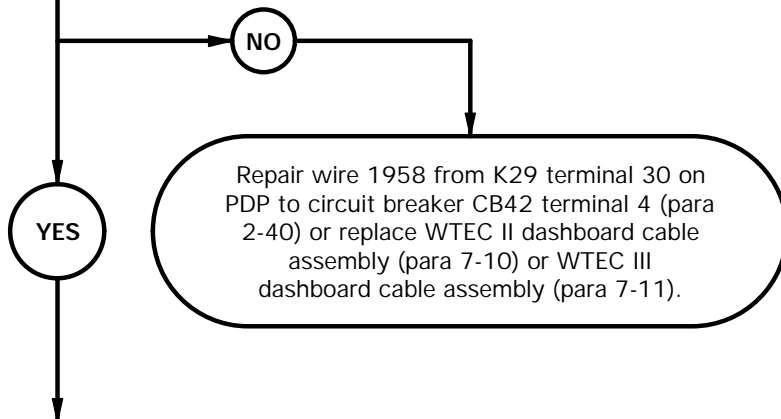 NO
Repair wire 1958 from K29 terminal 30 on
PDP to circuit breaker CB42 terminal 4 (para
2-40) or replace WTEC II dashboard cable
assembly (para 7-10) or WTEC III
dashboard cable assembly (para 7-11).
YES